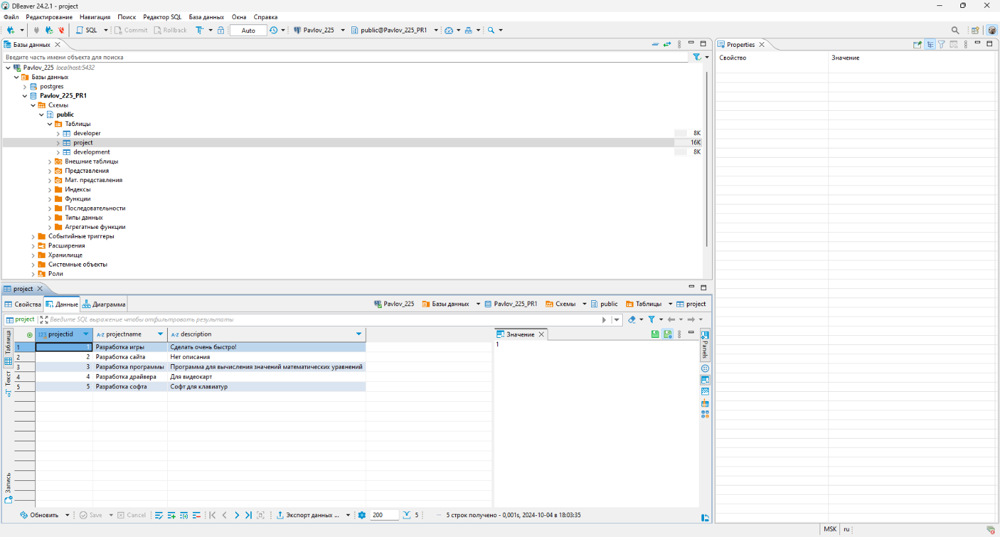 DBeaver 24.2.1 - project
Файл Редактирование Навигация Поиск Редактор SQL База данных Окна Справка
SQL Commit Rollback Auto Pavlov_225 public@Pavlov_225_PR1
Базы данных
Введите часть имени объекта для поиска
Pavlov_225 localhost:5432
Базы данных
postgres
Pavlov_225_PR1
Схемы
public
Таблицы
developer 8K
project 16K
development 8K
Внешние таблицы
Представления
Мат. представления
Индексы
Функции
Последовательности
Типы данных
Агрегатные функции
Событийные триггеры
Расширения
Хранилище
Системные объекты
Роли
Properties
Свойство Значение
project
Свойства Данные Диаграмма Pavlov_225 Базы данных Pavlov_225_PR1 Схемы public Таблицы project
project Введите SQL выражение чтобы отфильтровать результаты
Таблица
Текст
Запись
123 projectid A-Z projectname A-Z description
1 1 Разработка игры Сделать очень быстро!
2 2 Разработка сайта Нет описания
3 3 Разработка программы Программа для вычисления значений математических уравнений
4 4 Разработка драйвера Для видеокарт
5 5 Разработка софта Софт для клавиатур
Значение
1
Panels
Обновить Save Cancel Экспорт данных ... 200 5 5 строк получено - 0,001s, 2024-10-04 в 18:03:35
MSK ru